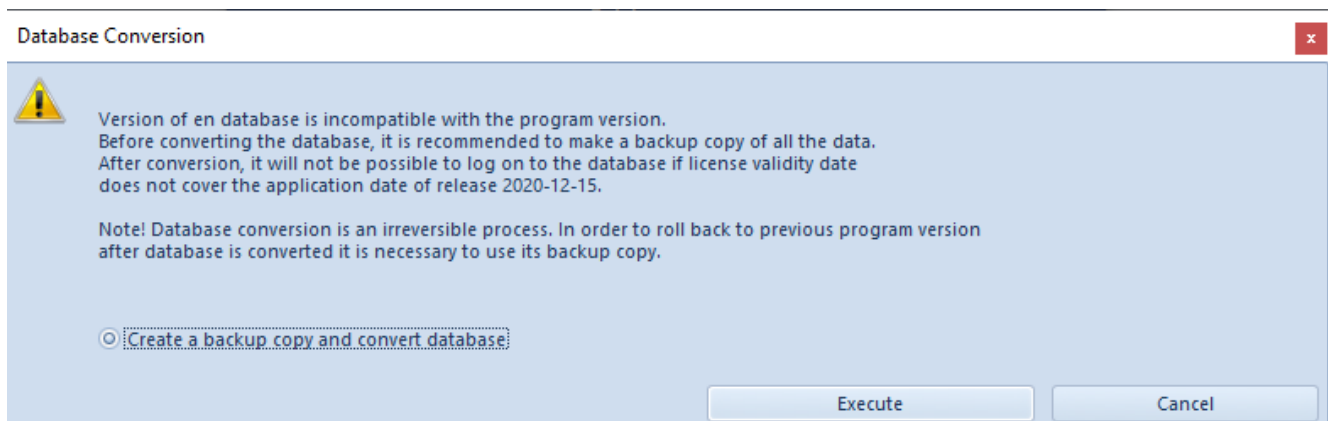 Database Conversion
x
Version of en database is incompatible with the program version.
Before converting the database, it is recommended to make a backup copy of all the data.
After conversion, it will not be possible to log on to the database if license validity date
does not cover the application date of release 2020-12-15.
Note! Database conversion is an irreversible process. In order to roll back to previous program version
after database is converted it is necessary to use its backup copy.
Create a backup copy and convert database
Execute
Cancel